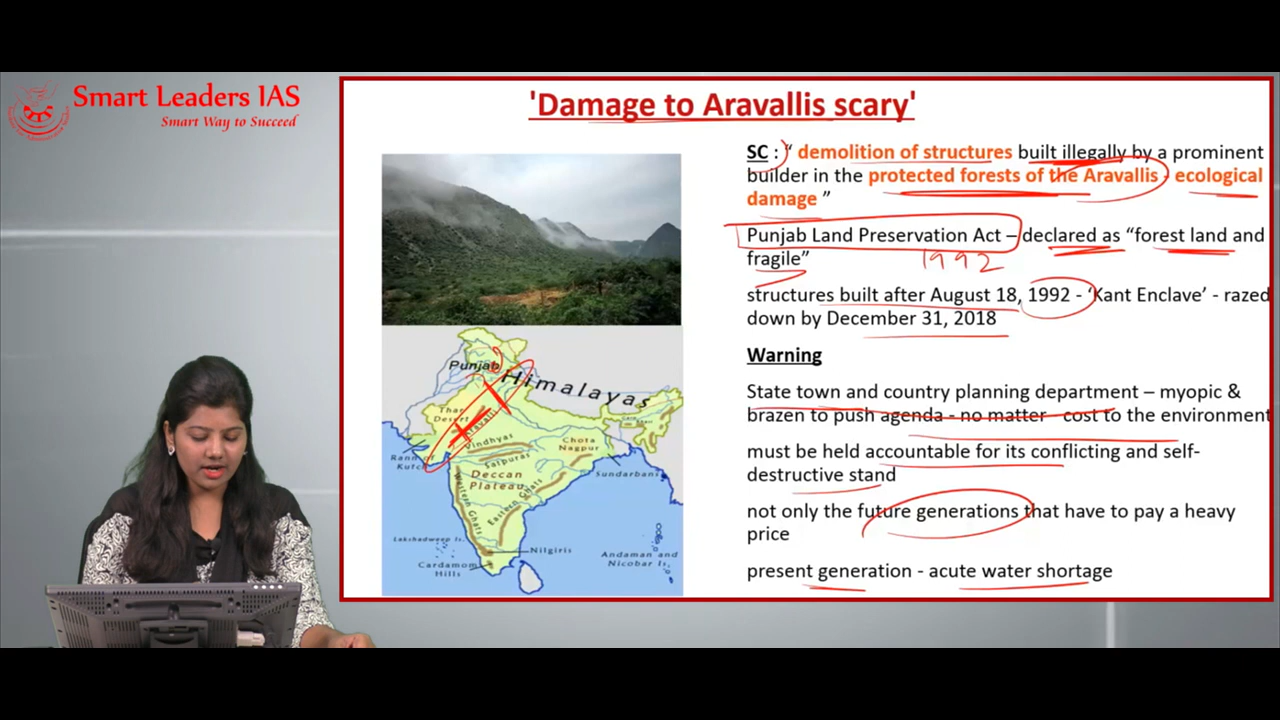 Smart Leaders IAS
Smart Way to Succeed
'Damage to Aravallis scary'
SC : “ demolition of structures built illegally by a prominent
builder in the protected forests of the Aravallis - ecological
damage ”
Punjab Land Preservation Act – declared as “forest land and
fragile”
1992
structures built after August 18, 1992 - ‘Kant Enclave’ - razed
down by December 31, 2018
Warning
State town and country planning department – myopic &
brazen to push agenda - no matter cost to the environment
must be held accountable for its conflicting and self-
destructive stand
not only the future generations that have to pay a heavy
price
present generation - acute water shortage
Punjab
Himalayas
Thar
Desert
Aravalli
Vindhyas
Satpuras
Chota
Nagpur
Rann of
Kutch
Sundarbans
Deccan
Plateau
Western Ghats
Eastern Ghats
Lakshadweep Is.
Nilgiris
Andaman and
Nicobar Is.
Cardamom
Hills